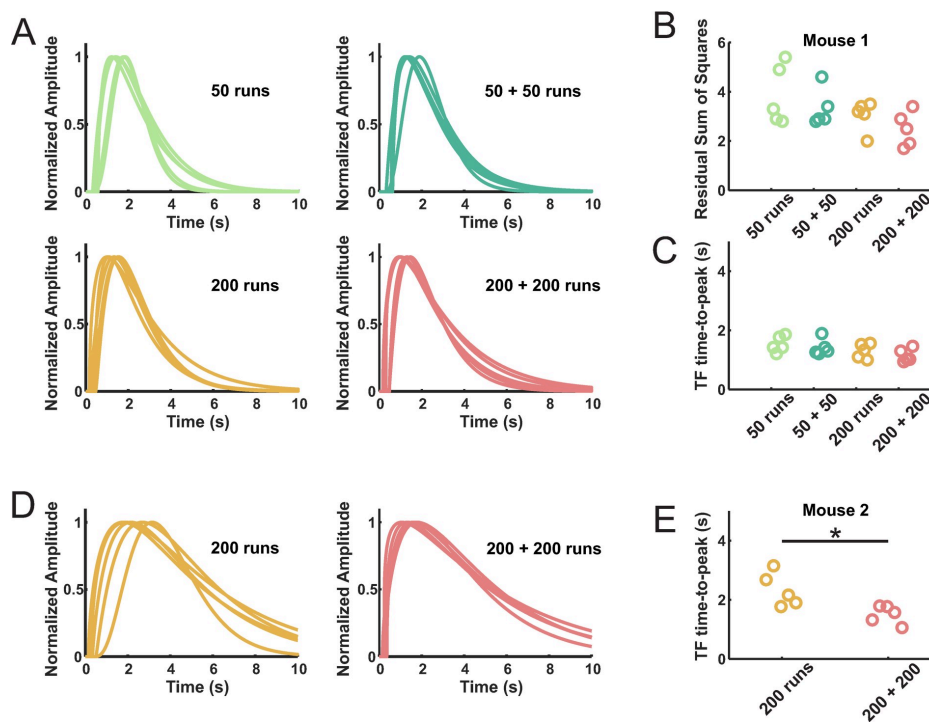 A
Normalized Amplitude
1
0.5
0
50 runs
0 2 4 6 8 10
Time (s)
Normalized Amplitude
1
0.5
0
50 + 50 runs
0 2 4 6 8 10
Time (s)
Normalized Amplitude
1
0.5
0
200 runs
0 2 4 6 8 10
Time (s)
Normalized Amplitude
1
0.5
0
200 + 200 runs
0 2 4 6 8 10
Time (s)
B
Mouse 1
Residual Sum of Squares
6
4
2
0
50 runs
50 + 50
200 runs
200 + 200
C
TF time-to-peak (s)
4
2
0
50 runs
50 + 50
200 runs
200 + 200
D
Normalized Amplitude
1
0.5
0
200 runs
0 2 4 6 8 10
Time (s)
Normalized Amplitude
1
0.5
0
200 + 200 runs
0 2 4 6 8 10
Time (s)
E
Mouse 2
TF time-to-peak (s)
4
2
0
*
200 runs
200 + 200